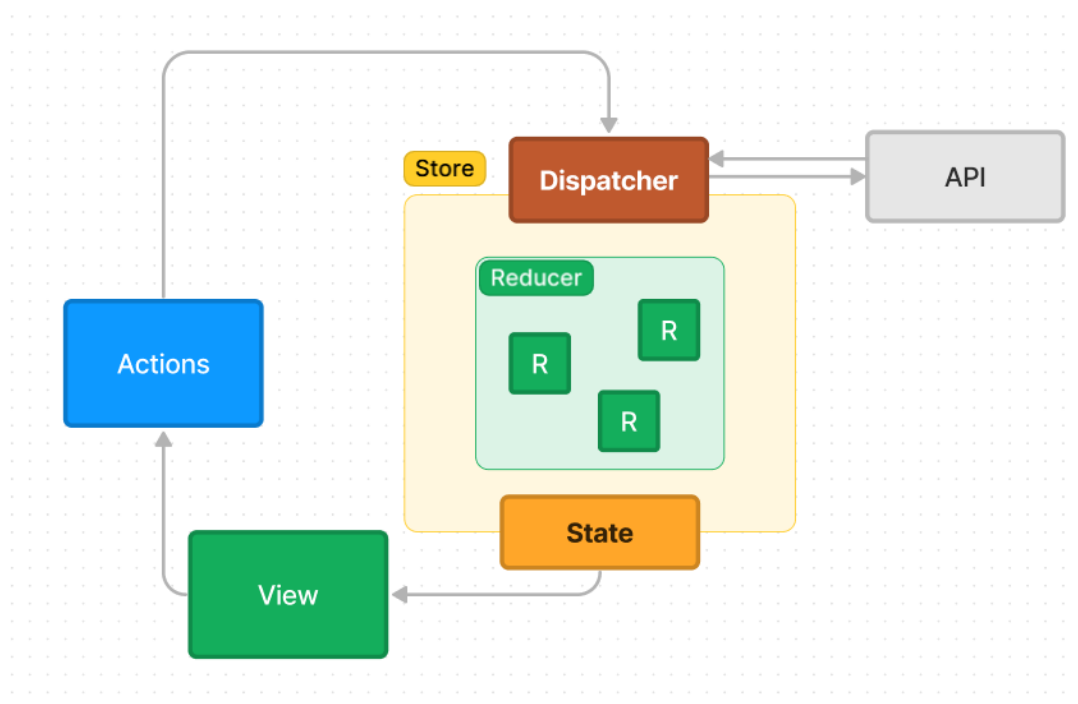 Store
Dispatcher
API
Reducer
R
R
R
Actions
State
View